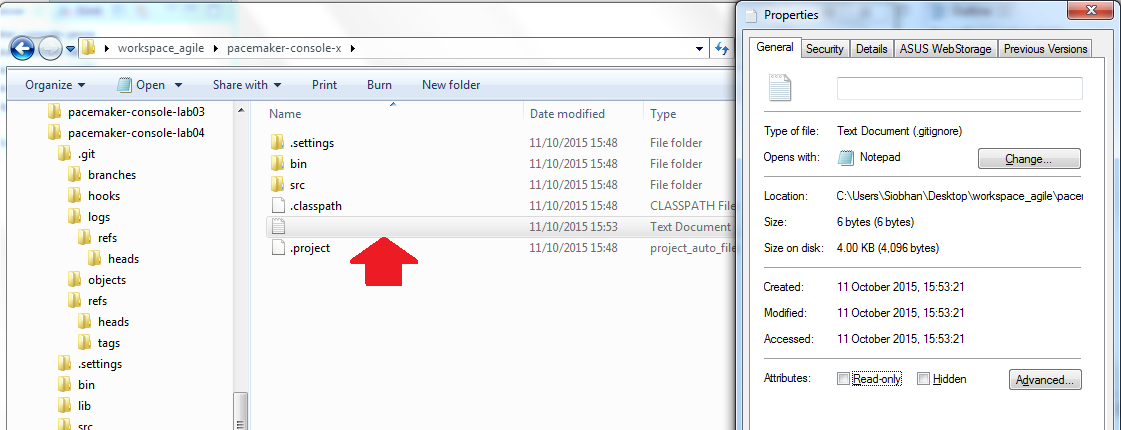 Properties
workspace_agile
pacemaker-console-x
General
Security
Details
ASUS WebStorage
Previous Versions
Organize
Open
Share with
Print
Burn
New folder
pacemaker-console-lab03
pacemaker-console-lab04
.git
branches
hooks
logs
refs
heads
objects
refs
heads
tags
.settings
bin
lib
src
Name Date modified Type
.settings 11/10/2015 15:48 File folder
bin 11/10/2015 15:48 File folder
src 11/10/2015 15:48 File folder
.classpath 11/10/2015 15:48 CLASSPATH File
11/10/2015 15:53 Text Document
.project 11/10/2015 15:48 project_auto_file
Type of file: Text Document (.gitignore)
Opens with: Notepad Change...
Location: C:\Users\Siobhan\Desktop\workspace_agile\pacem
Size: 6 bytes (6 bytes)
Size on disk: 4.00 KB (4,096 bytes)
Created: 11 October 2015, 15:53:21
Modified: 11 October 2015, 15:53:21
Accessed: 11 October 2015, 15:53:21
Attributes: Read-only Hidden Advanced...